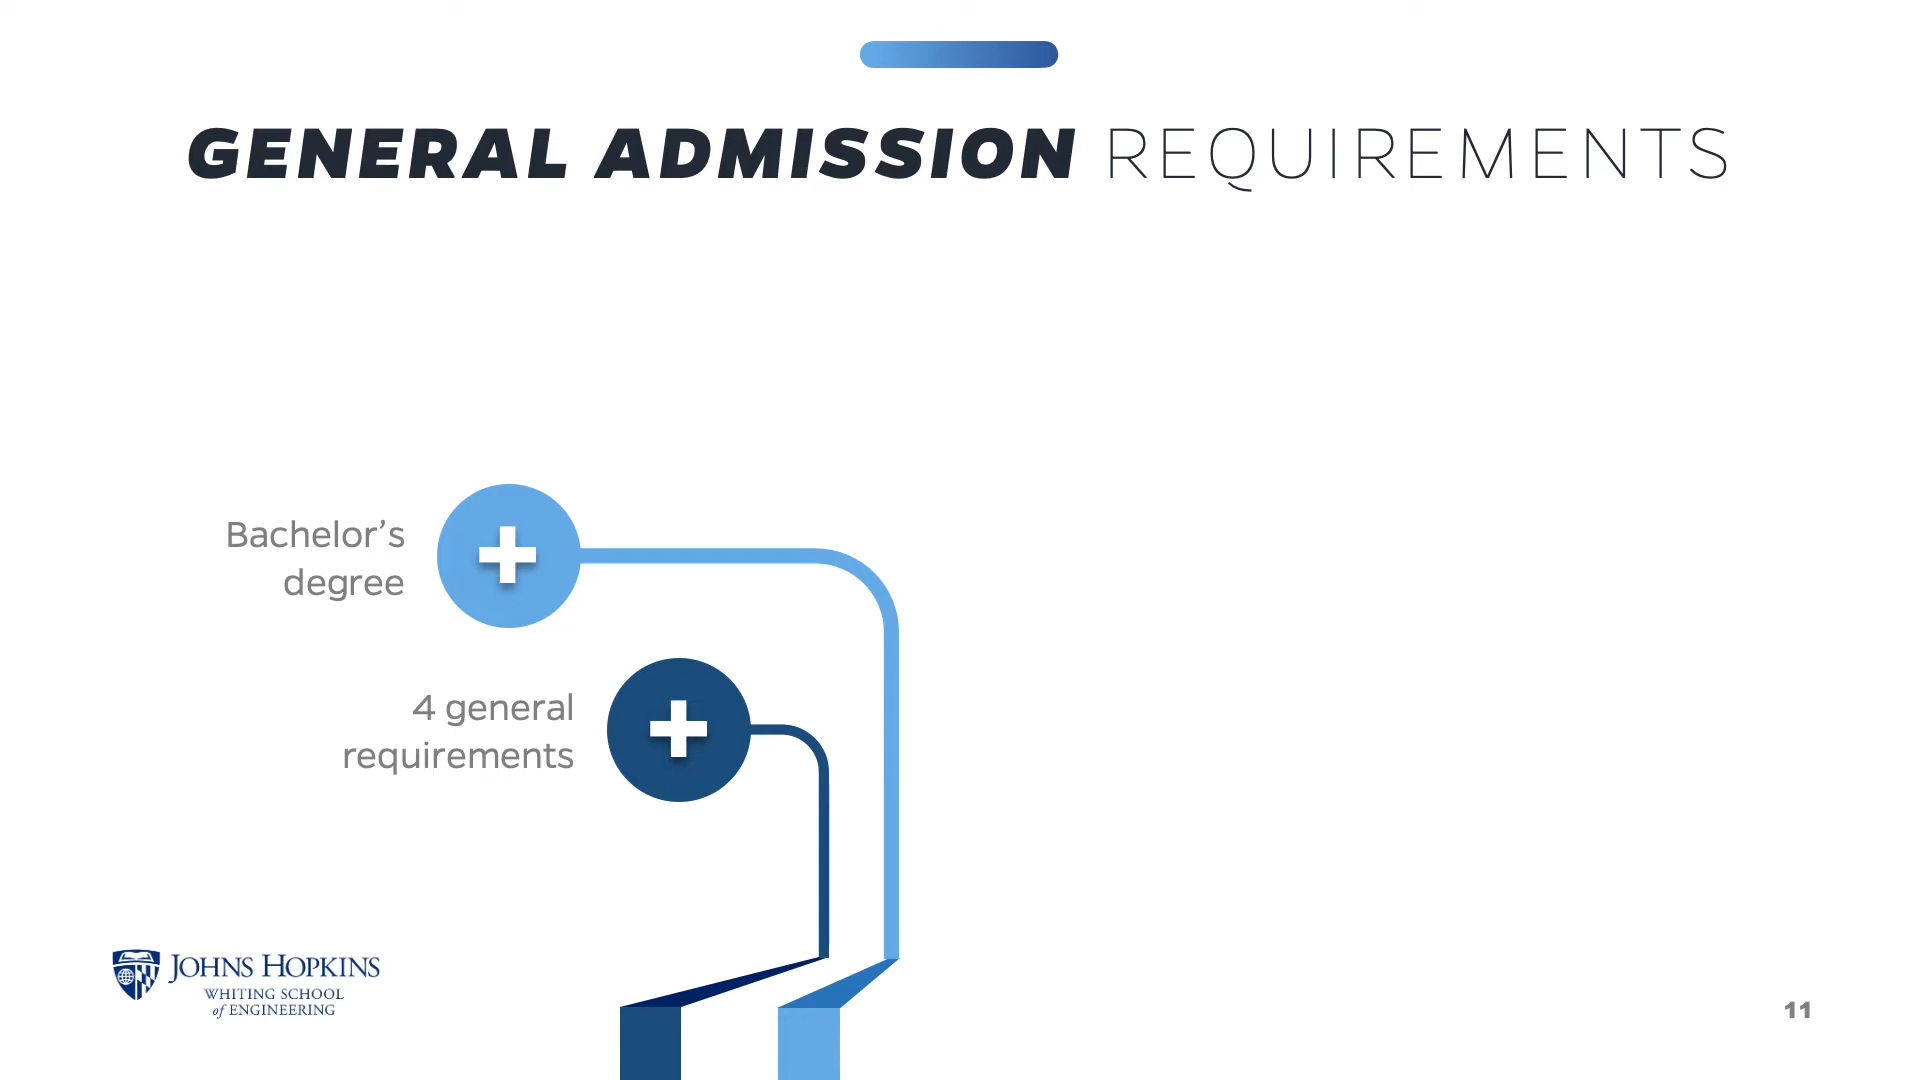 GENERAL ADMISSION REQUIREMENTS
Bachelor’s
degree
4 general
requirements
JOHNS HOPKINS
WHITING SCHOOL
of ENGINEERING
11